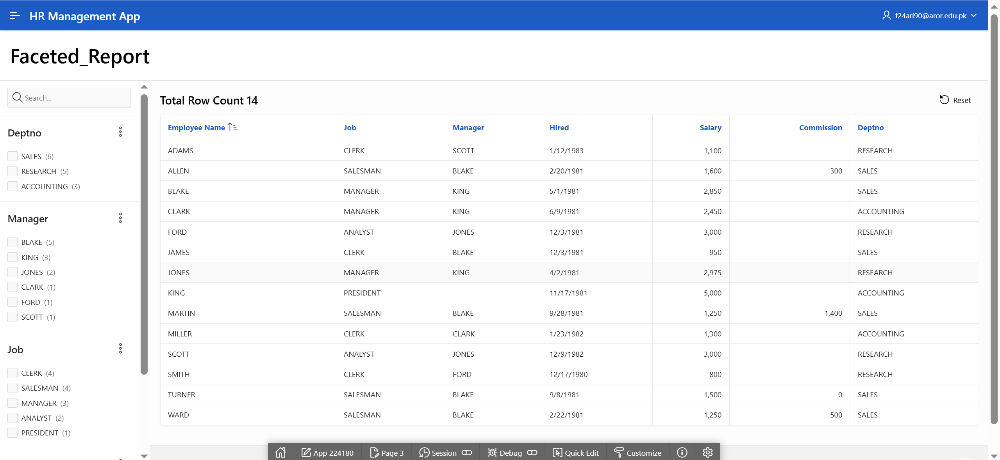 HR Management App
f24ari90@aror.edu.pk
Faceted_Report
Search...
Deptno
SALES (6)
RESEARCH (5)
ACCOUNTING (3)
Manager
BLAKE (5)
KING (3)
JONES (2)
CLARK (1)
FORD (1)
SCOTT (1)
Job
CLERK (4)
SALESMAN (4)
MANAGER (3)
ANALYST (2)
PRESIDENT (1)
Total Row Count 14
Reset
Employee Name Job Manager Hired Salary Commission Deptno
ADAMS CLERK SCOTT 1/12/1983 1,100 RESEARCH
ALLEN SALESMAN BLAKE 2/20/1981 1,600 300 SALES
BLAKE MANAGER KING 5/1/1981 2,850 SALES
CLARK MANAGER KING 6/9/1981 2,450 ACCOUNTING
FORD ANALYST JONES 12/3/1981 3,000 RESEARCH
JAMES CLERK BLAKE 12/3/1981 950 SALES
JONES MANAGER KING 4/2/1981 2,975 RESEARCH
KING PRESIDENT 11/17/1981 5,000 ACCOUNTING
MARTIN SALESMAN BLAKE 9/28/1981 1,250 1,400 SALES
MILLER CLERK CLARK 1/23/1982 1,300 ACCOUNTING
SCOTT ANALYST JONES 12/9/1982 3,000 RESEARCH
SMITH CLERK FORD 12/17/1980 800 RESEARCH
TURNER SALESMAN BLAKE 9/8/1981 1,500 0 SALES
WARD SALESMAN BLAKE 2/22/1981 1,250 500 SALES
App 224180 Page 3 Session Debug Quick Edit Customize